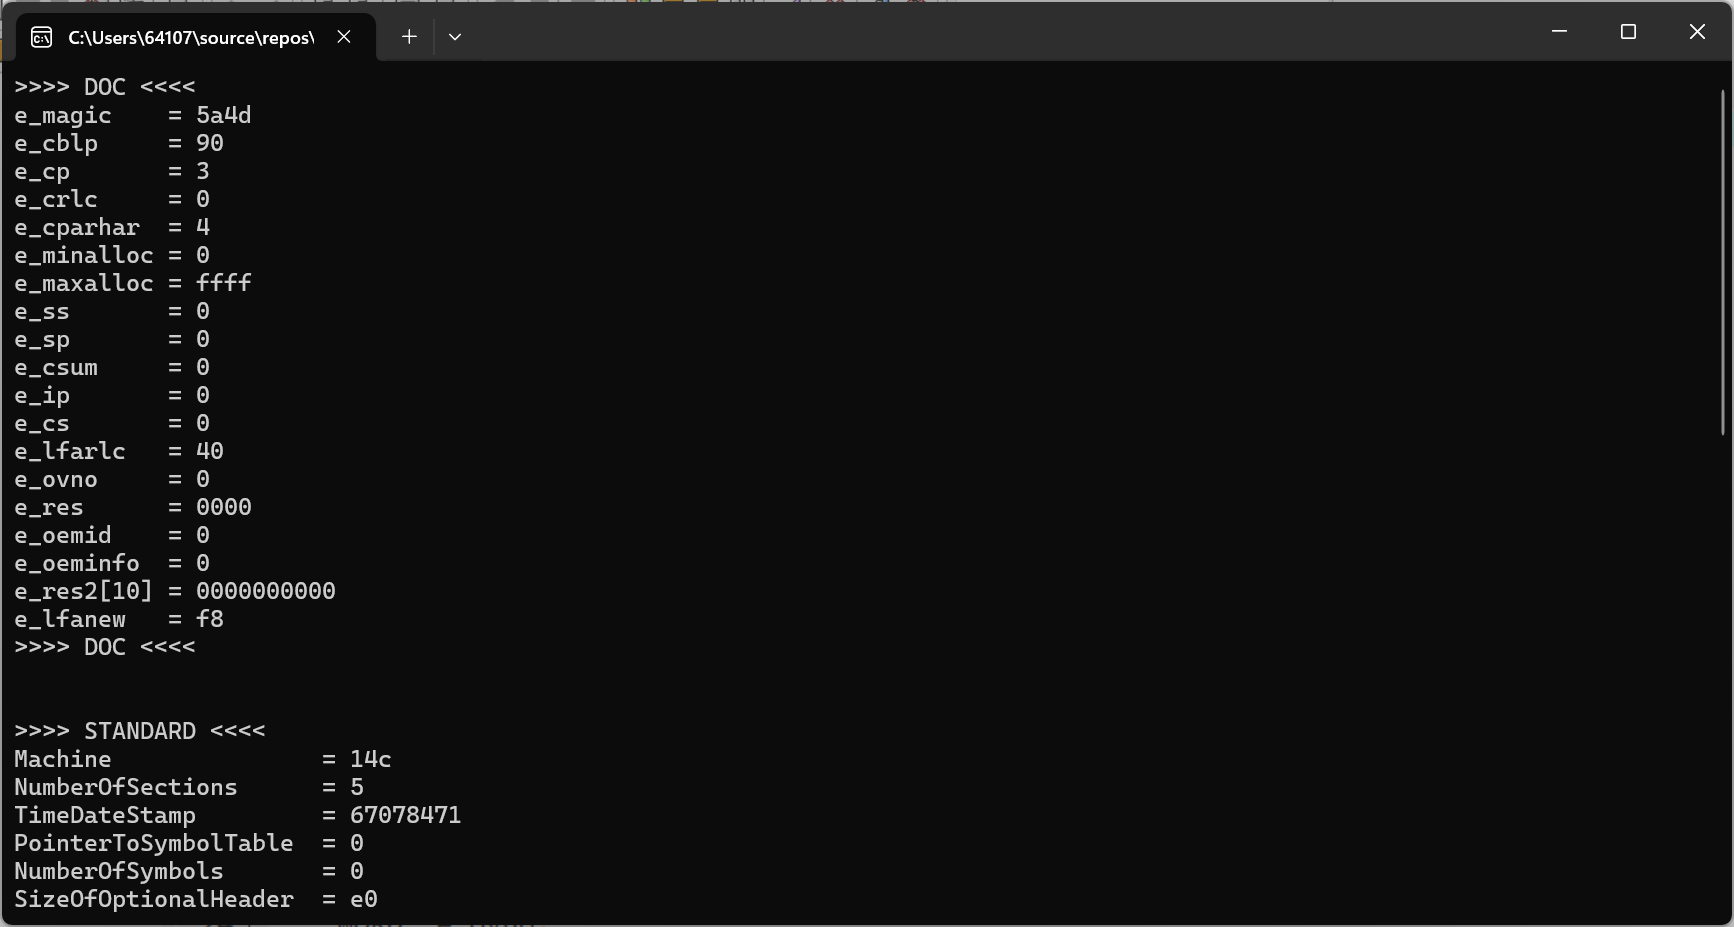 C:\Users\64107\source\repos\
>>>> DOC <<<<
e_magic    = 5a4d
e_cblp     = 90
e_cp       = 3
e_crlc     = 0
e_cparhar  = 4
e_minalloc = 0
e_maxalloc = ffff
e_ss       = 0
e_sp       = 0
e_csum     = 0
e_ip       = 0
e_cs       = 0
e_lfarlc   = 40
e_ovno     = 0
e_res      = 0000
e_oemid    = 0
e_oeminfo  = 0
e_res2[10] = 0000000000
e_lfanew   = f8
>>>> DOC <<<<
>>>> STANDARD <<<<
Machine               = 14c
NumberOfSections      = 5
TimeDateStamp         = 67078471
PointerToSymbolTable  = 0
NumberOfSymbols       = 0
SizeOfOptionalHeader  = e0